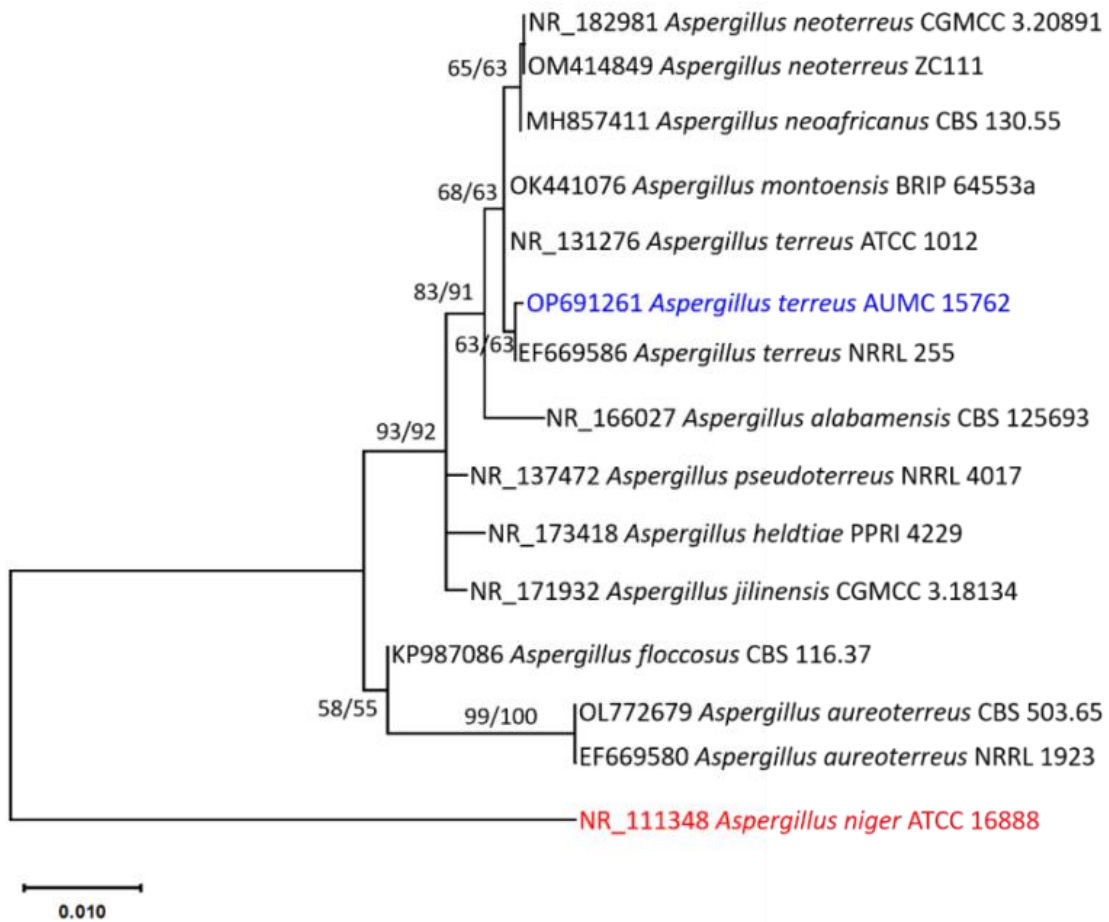 NR_182981 Aspergillus neoterreus CGMCC 3.20891
65/63
OM414849 Aspergillus neoterreus ZC111
MH857411 Aspergillus neoafricanus CBS 130.55
68/63
OK441076 Aspergillus montoensis BRIP 64553a
NR_131276 Aspergillus terreus ATCC 1012
83/91
OP691261 Aspergillus terreus AUMC 15762
63/63
EF669586 Aspergillus terreus NRRL 255
NR_166027 Aspergillus alabamensis CBS 125693
93/92
NR_137472 Aspergillus pseudoterreus NRRL 4017
NR_173418 Aspergillus heldtiae PPRI 4229
NR_171932 Aspergillus jilinensis CGMCC 3.18134
KP987086 Aspergillus floccosus CBS 116.37
58/55
99/100
OL772679 Aspergillus aureoterreus CBS 503.65
EF669580 Aspergillus aureoterreus NRRL 1923
NR_111348 Aspergillus niger ATCC 16888
0.010